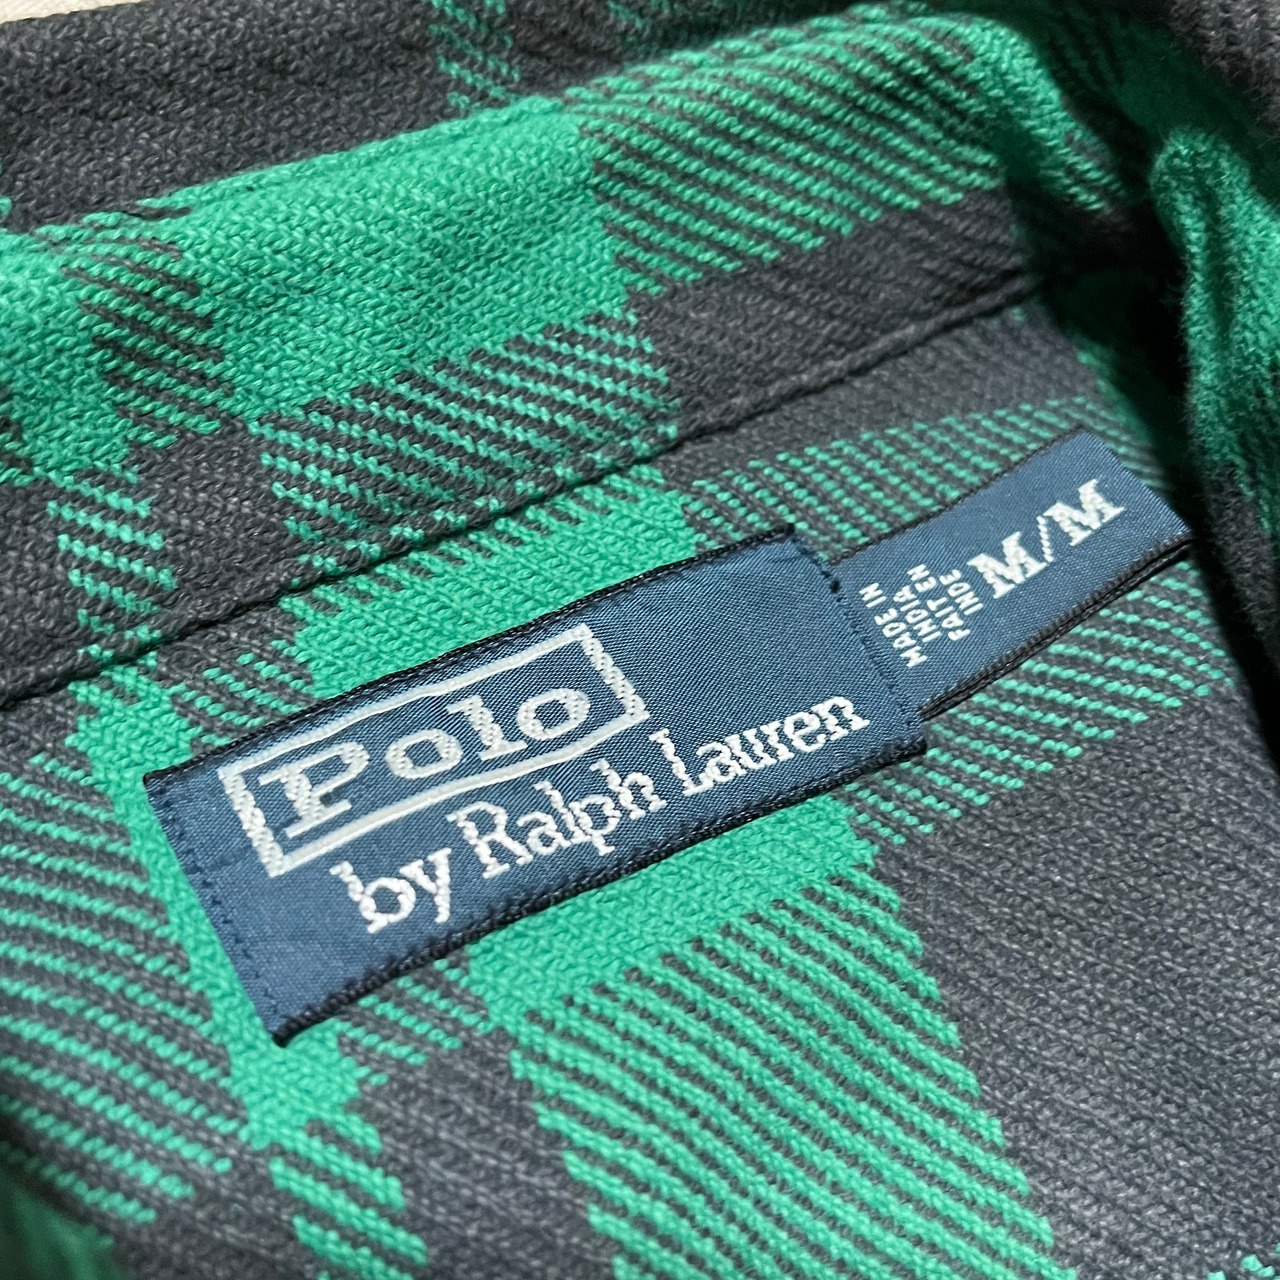 Polo
by Ralph Lauren
MADE IN
INDIA
FAIT EN
INDE
M/M